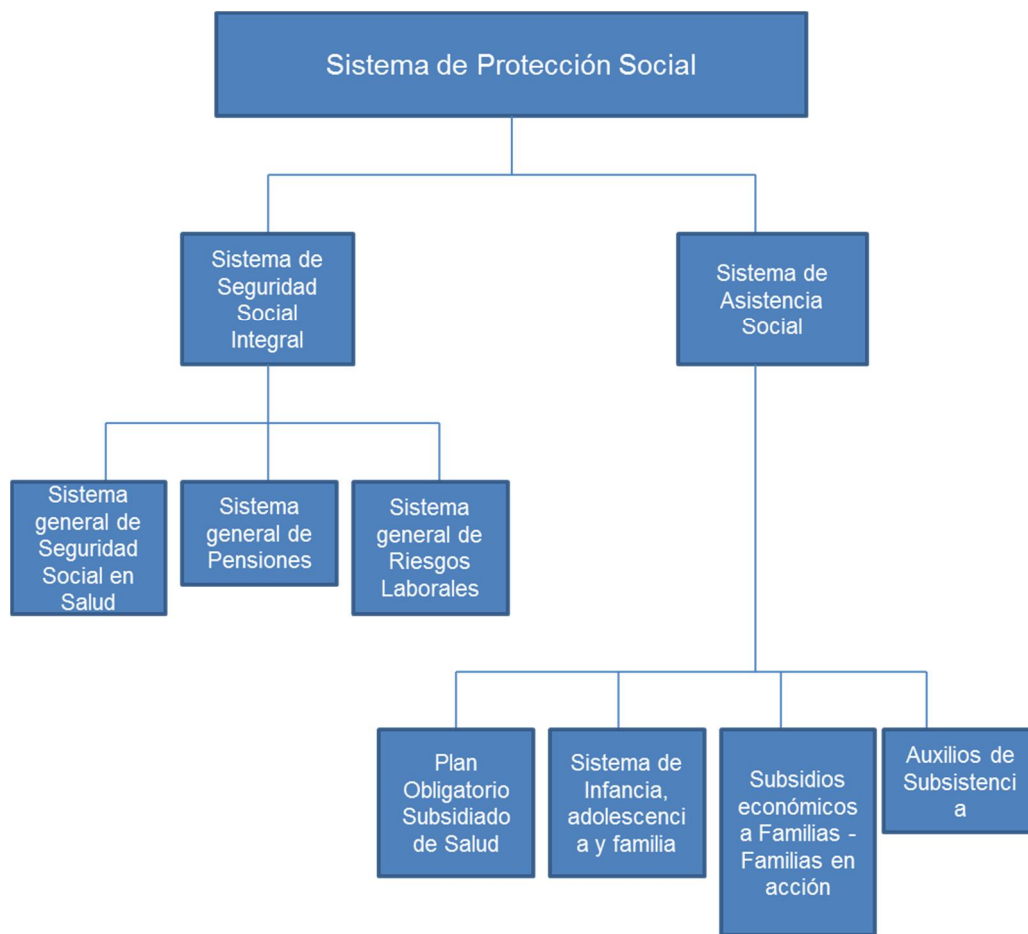 Sistema de Protección Social
Sistema de
Seguridad
Social
Integral
Sistema de
Asistencia
Social
Sistema
general de
Seguridad
Social en
Salud
Sistema
general de
Pensiones
Sistema
general de
Riesgos
Laborales
Plan
Obligatorio
Subsidiado
de Salud
Sistema de
Infancia,
adolescenci
a y familia
Subsidios
económicos
a Familias -
Familias en
acción
Auxilios de
Subsistenci
a